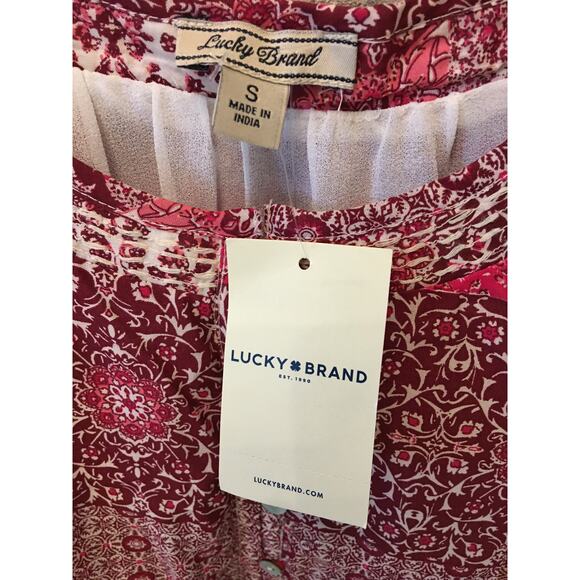 Lucky Brand
S
MADE IN
INDIA
LUCKY BRAND
EST. 1990
LUCKYBRAND.COM